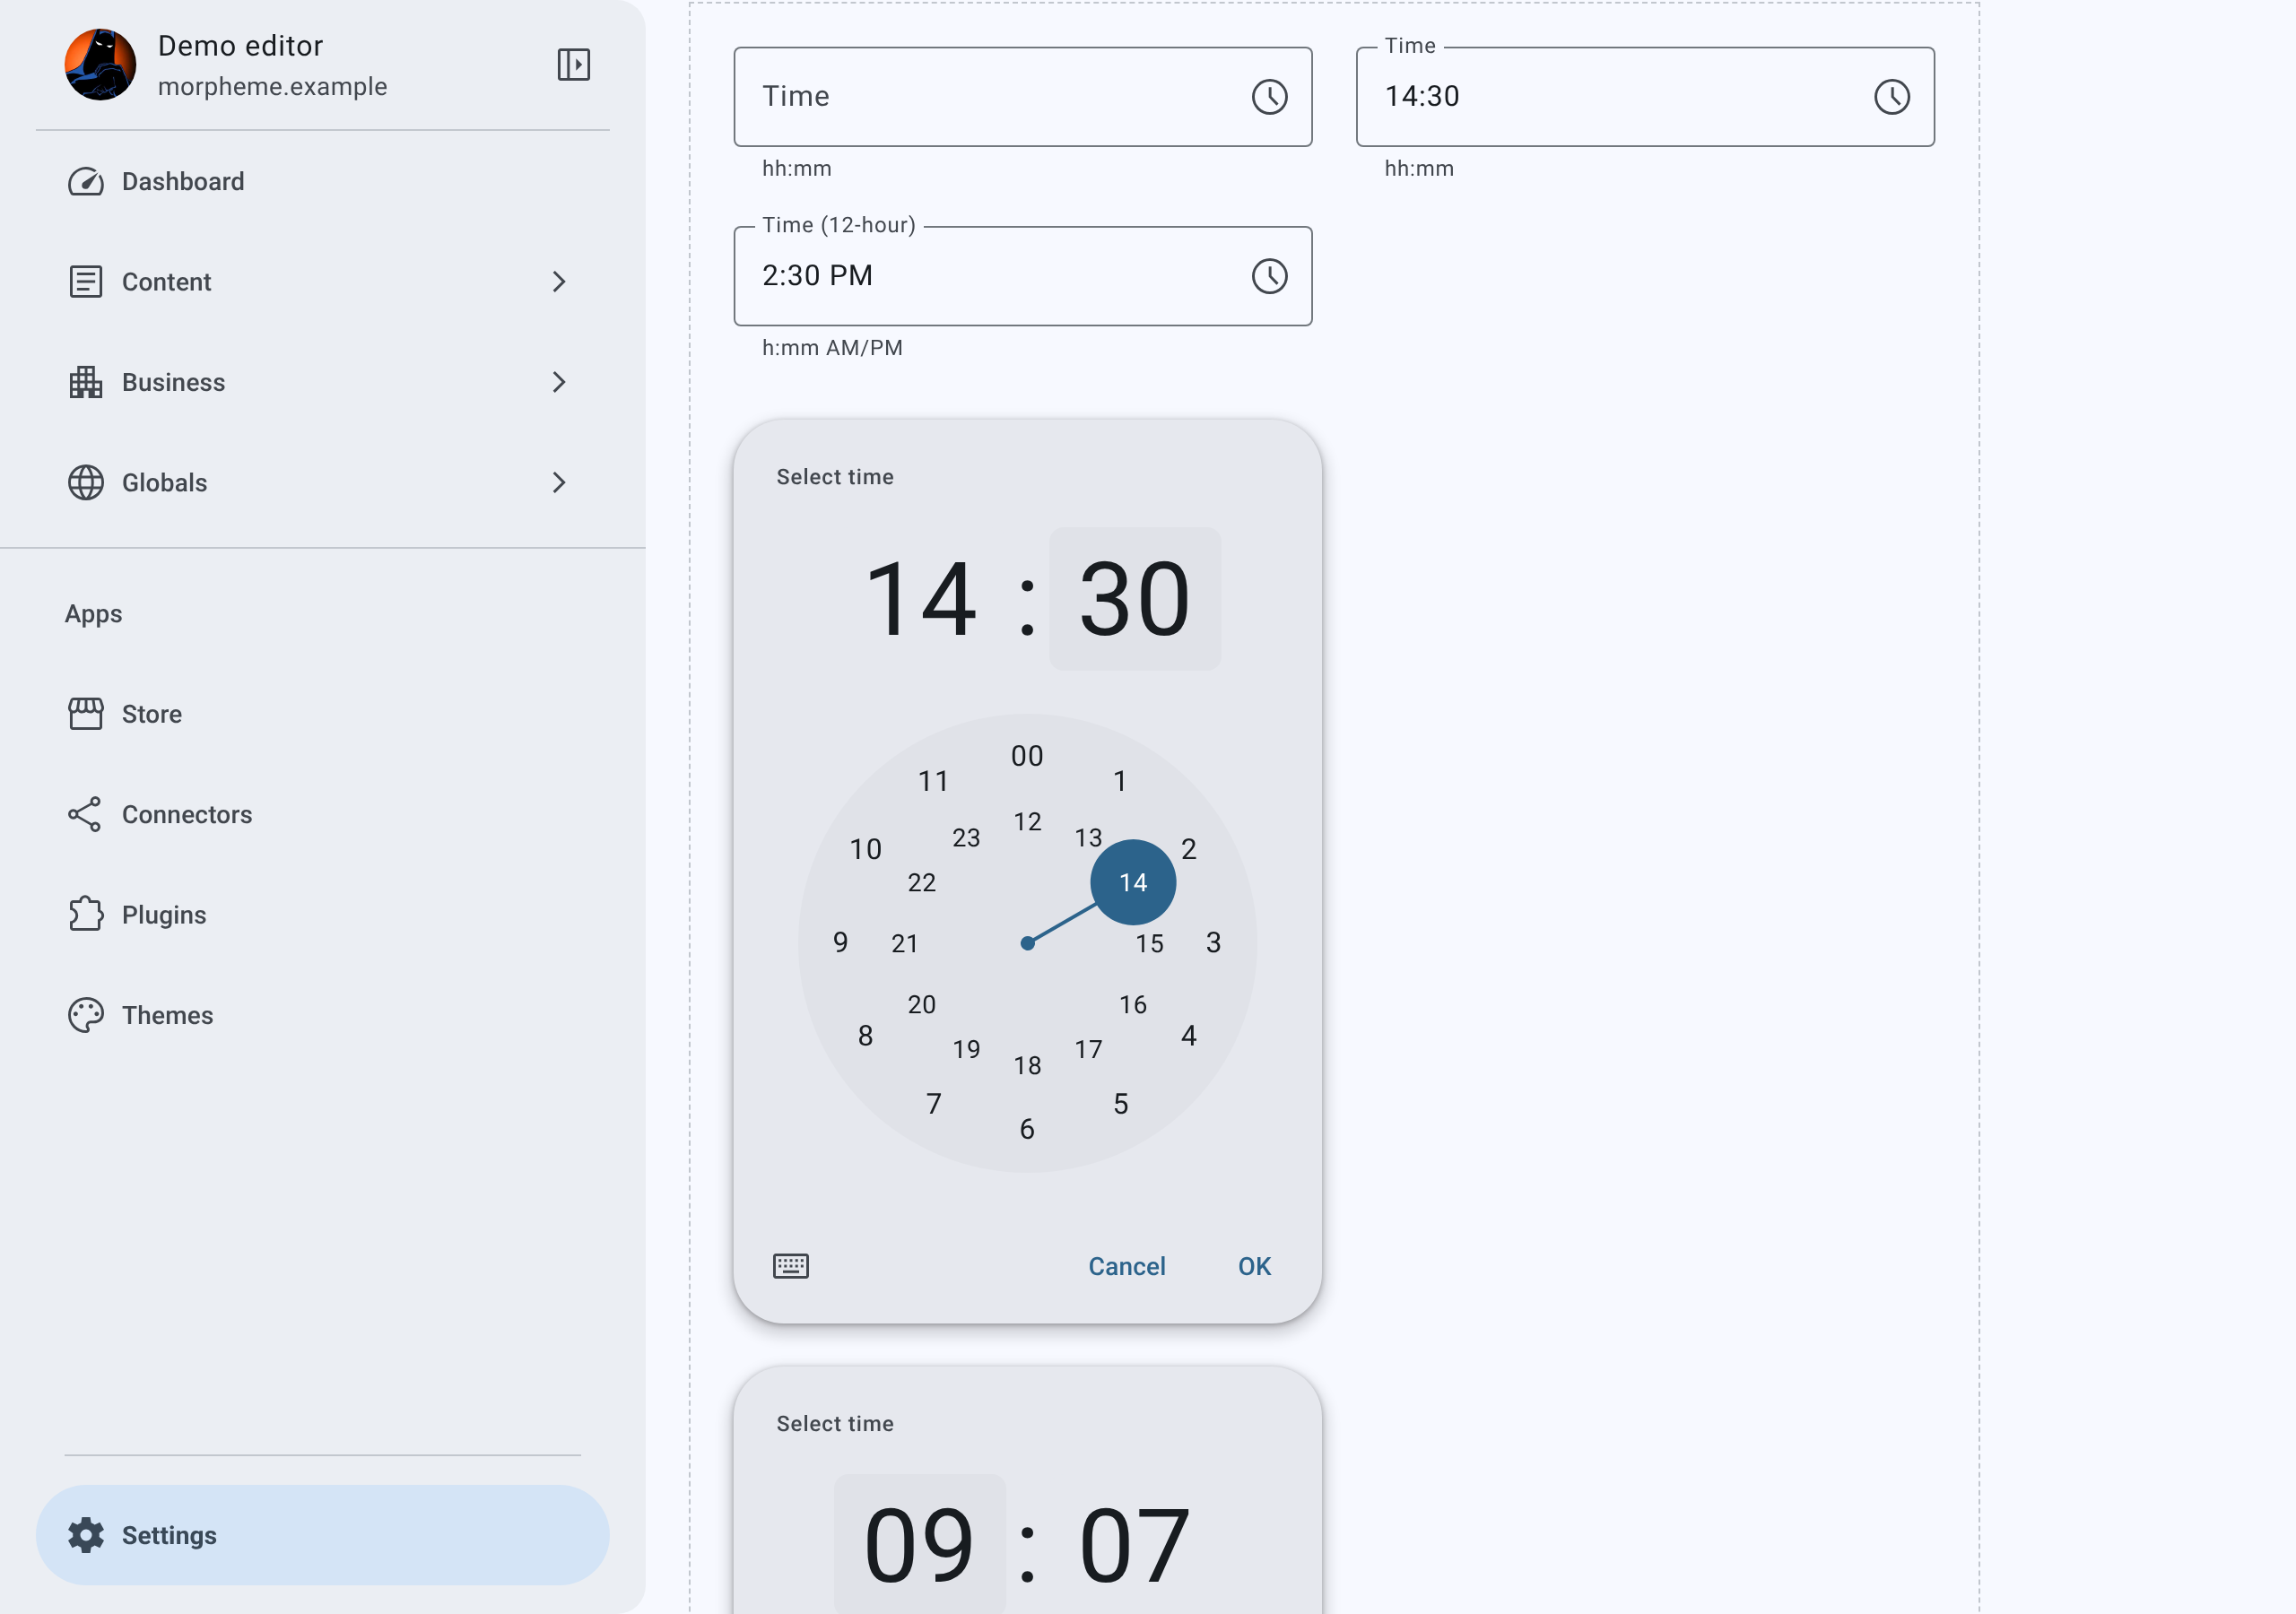 Demo editor
morpheme.example
Dashboard
Content
Business
Globals
Apps
Store
Connectors
Plugins
Themes
Settings
Time
hh:mm
Time
14:30
hh:mm
Time (12-hour)
2:30 PM
h:mm AM/PM
Select time
14 : 30
00
11 1
12
23 13
10 2
22 14
9 21 15 3
20 16
8 4
19 17
18
7 5
6
Cancel OK
Select time
09 : 07